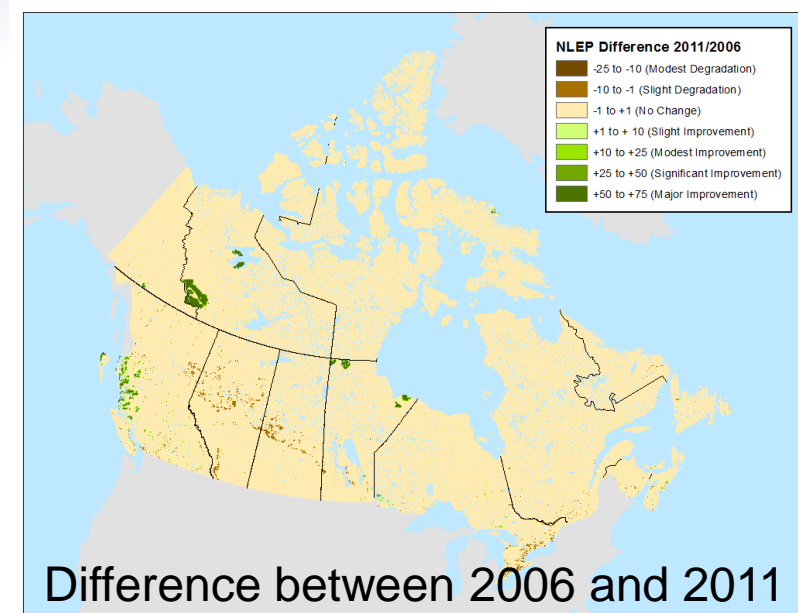 NLEP Difference 2011/2006
-25 to -10 (Modest Degradation)
-10 to -1 (Slight Degradation)
-1 to +1 (No Change)
+1 to + 10 (Slight Improvement)
+10 to +25 (Modest Improvement)
+25 to +50 (Significant Improvement)
+50 to +75 (Major Improvement)
Difference between 2006 and 2011